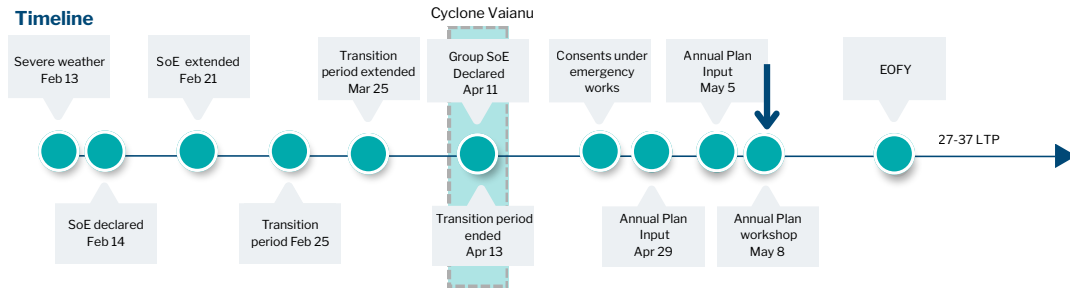 Timeline
Cyclone Vaianu
Severe weather
Feb 13
SoE extended
Feb 21
Transition
period extended
Mar 25
Group SoE
Declared
Apr 11
Consents under
emergency
works
Annual Plan
Input
May 5
EOFY
27-37 LTP
SoE declared
Feb 14
Transition
period Feb 25
Transition period
ended
Apr 13
Annual Plan
Input
Apr 29
Annual Plan
workshop
May 8